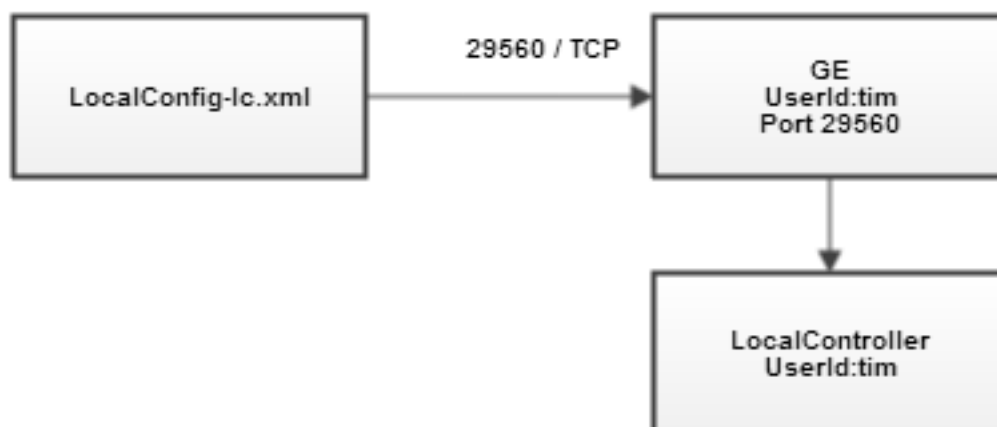 LocalConfig-lc.xml
29560 / TCP
GE
UserId:tim
Port 29560
LocalController
UserId:tim